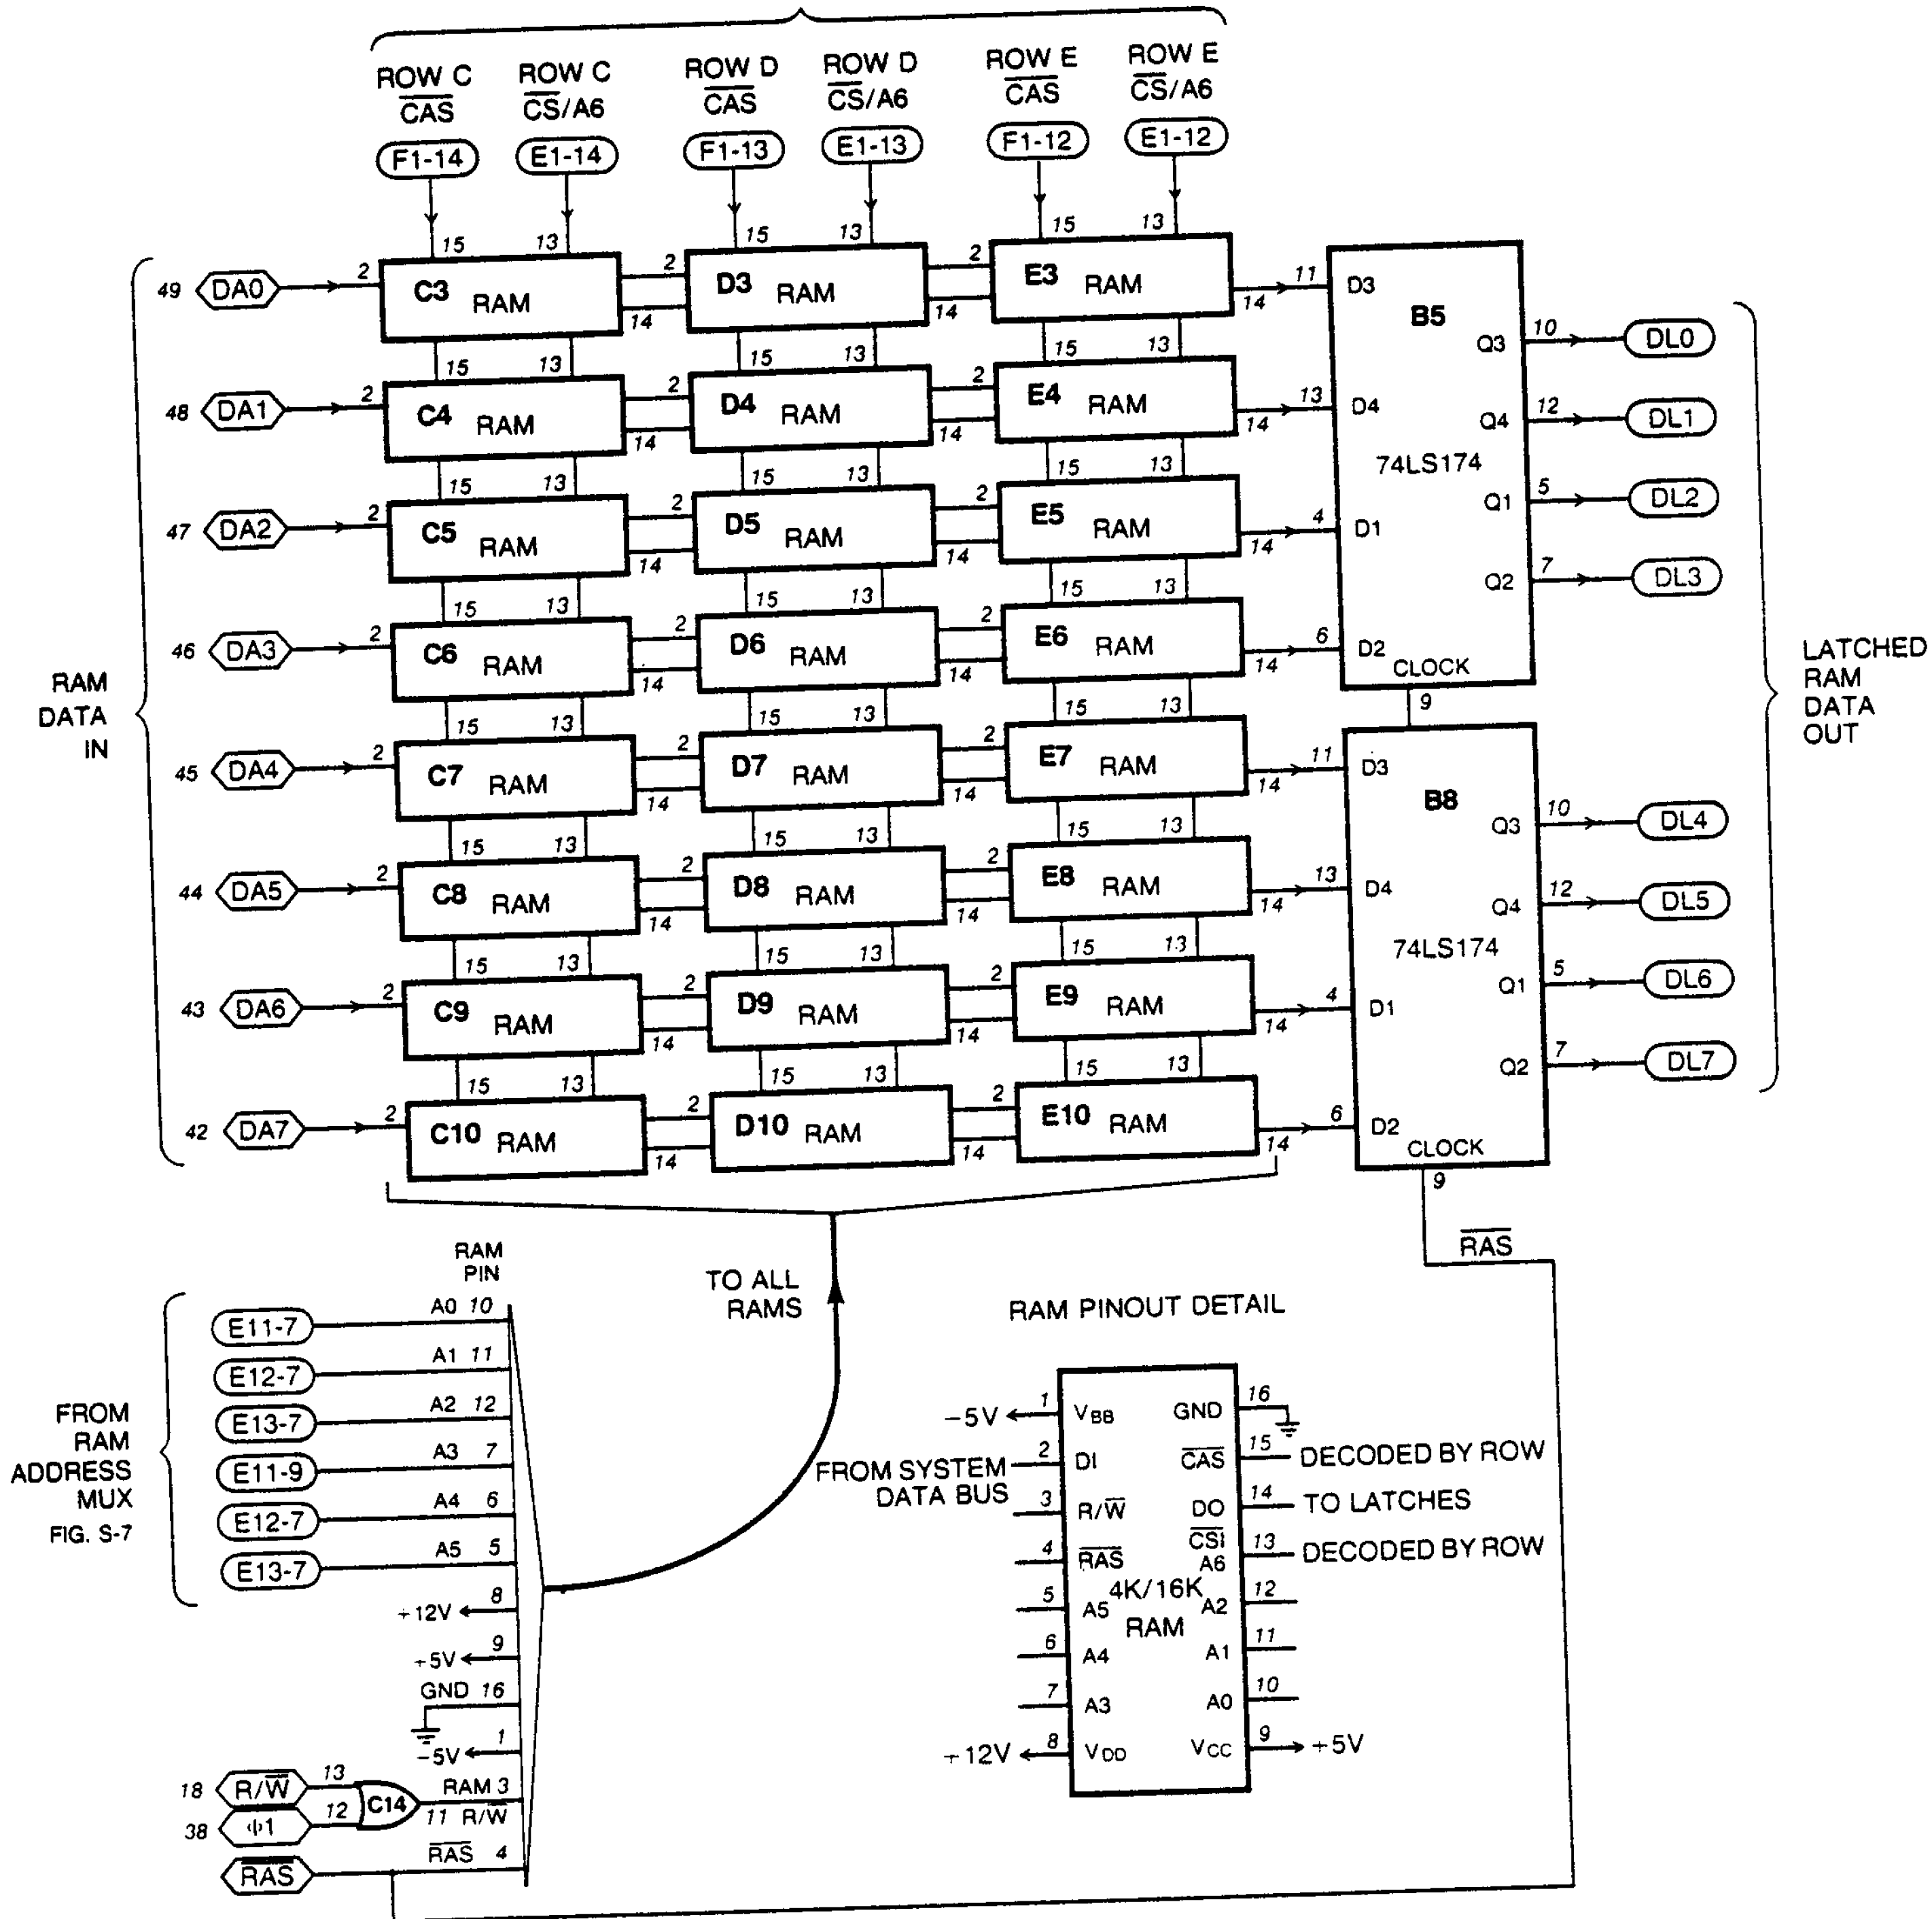 ROW C ROW C ROW D ROW D ROW E ROW E
CAS CS/A6 CAS CS/A6 CAS CS/A6
F1-14 E1-14 F1-13 E1-13 F1-12 E1-12
15 13 15 13 15 13
49 DA0 2 C3 RAM 14 2 D3 RAM 14 2 E3 RAM 14 11 D3
B5
Q3 10 DL0
15 13 15 13 15 13
48 DA1 2 C4 RAM 14 2 D4 RAM 14 2 E4 RAM 14 13 D4
Q4 12 DL1
74LS174
15 13 15 13 15 13
47 DA2 2 C5 RAM 14 2 D5 RAM 14 2 E5 RAM 14 4 D1
Q1 5 DL2
Q2 7 DL3
15 13 15 13 15 13
46 DA3 2 C6 RAM 14 2 D6 RAM 14 2 E6 RAM 14 6 D2
CLOCK
9
RAM
DATA
IN
LATCHED
RAM
DATA
OUT
15 13 15 13 15 13
45 DA4 2 C7 RAM 14 2 D7 RAM 14 2 E7 RAM 14 11 D3
B8
Q3 10 DL4
15 13 15 13 15 13
44 DA5 2 C8 RAM 14 2 D8 RAM 14 2 E8 RAM 14 13 D4
Q4 12 DL5
74LS174
15 13 15 13 15 13
43 DA6 2 C9 RAM 14 2 D9 RAM 14 2 E9 RAM 14 4 D1
Q1 5 DL6
Q2 7 DL7
15 13 15 13 15 13
42 DA7 2 C10 RAM 14 2 D10 RAM 14 2 E10 RAM 14 6 D2
CLOCK
9
RAS
RAM
PIN
TO ALL
RAMS
E11-7 A0 10
E12-7 A1 11
E13-7 A2 12
E11-9 A3 7
E12-7 A4 6
E13-7 A5 5
FROM
RAM
ADDRESS
MUX
FIG. S-7
+12V 8
+5V 9
GND 16
-5V 1
18 R/W 13
38 Φ1 12
C14
RAM 3
11 R/W
RAS RAS 4
RAM PINOUT DETAIL
-5V 1 VBB GND 16
FROM SYSTEM
DATA BUS
2 DI CAS 15 DECODED BY ROW
3 R/W DO 14 TO LATCHES
4 RAS CSI
A6 13 DECODED BY ROW
4K/16K
RAM
5 A5 A2 12
6 A4 A1 11
7 A3 A0 10
+12V 8 VDD VCC 9 +5V